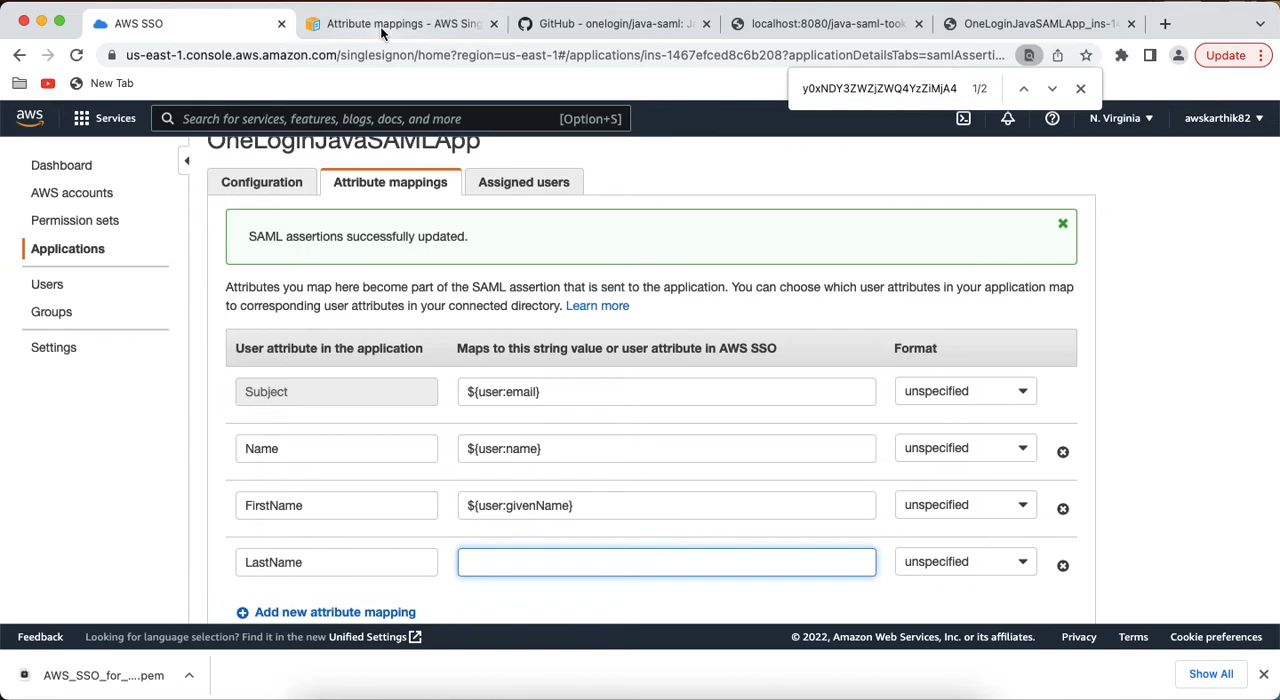 AWS SSO
Attribute mappings - AWS Sing
GitHub - onelogin/java-saml: J
localhost:8080/java-saml-took
OneLoginJavaSAMLApp_ins-1
us-east-1.console.aws.amazon.com/singlesignon/home?region=us-east-1#/applications/ins-1467efced8c6b208?applicationDetailsTabs=samlAsserti...
Update
New Tab
y0xNDY3ZWZjZWQ4YzZiMjA4 1/2
aws
Services
Search for services, features, blogs, docs, and more
[Option+S]
N. Virginia
awskarthik82
Dashboard
AWS accounts
Permission sets
Applications
Users
Groups
Settings
OneLoginJavaSAMLApp
Configuration
Attribute mappings
Assigned users
SAML assertions successfully updated.
Attributes you map here become part of the SAML assertion that is sent to the application. You can choose which user attributes in your application map
to corresponding user attributes in your connected directory. Learn more
User attribute in the application
Maps to this string value or user attribute in AWS SSO
Format
Subject
${user:email}
unspecified
Name
${user:name}
unspecified
FirstName
${user:givenName}
unspecified
LastName
unspecified
Add new attribute mapping
Feedback
Looking for language selection? Find it in the new Unified Settings
© 2022, Amazon Web Services, Inc. or its affiliates.
Privacy
Terms
Cookie preferences
AWS_SSO_for_....pem
Show All